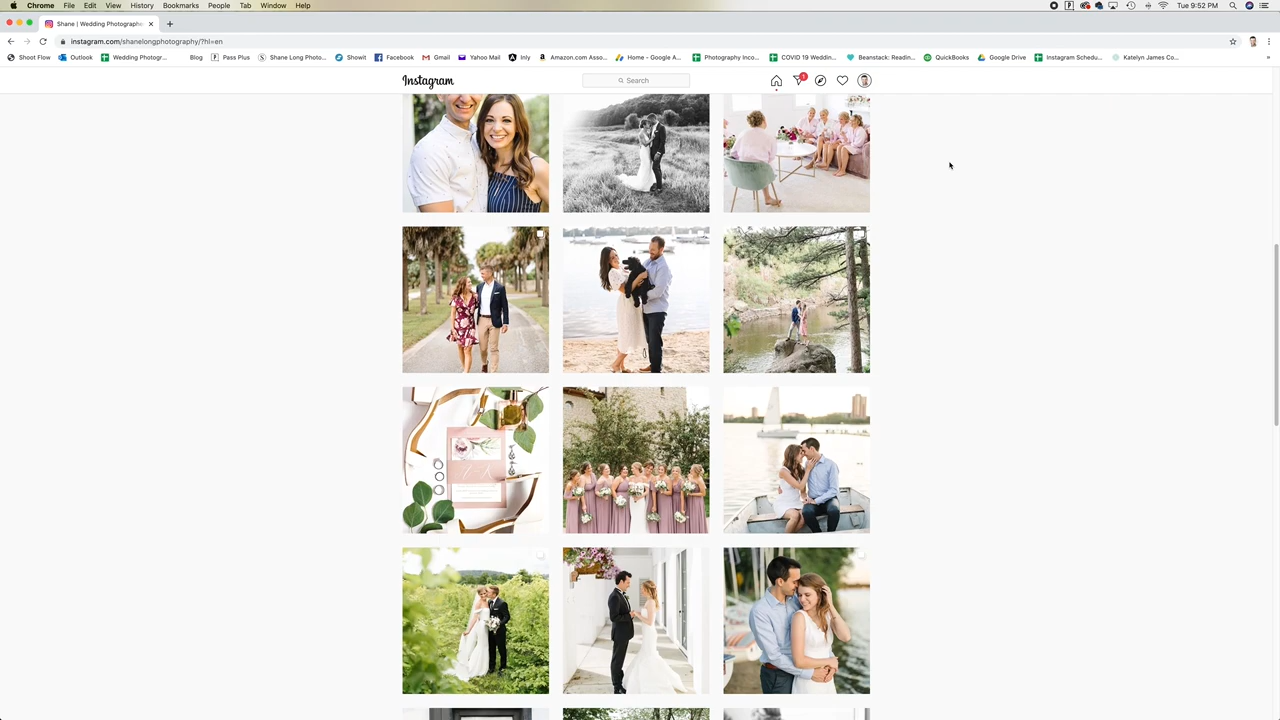 Chrome File Edit View History Bookmarks People Tab Window Help
Tue 9:52 PM
Shane | Wedding Photographe
instagram.com/shanelongphotography/?hl=en
Shoot Flow Outlook Wedding Photogr... Blog Pass Plus Shane Long Photo... Showit Facebook Gmail Yahoo Mail Inly Amazon.com Asso... Home - Google A... Photography Inco... COVID 19 Weddin... Beanstack: Readin... QuickBooks Google Drive Instagram Schedu... Katelyn James Co... »
Instagram
Search
1